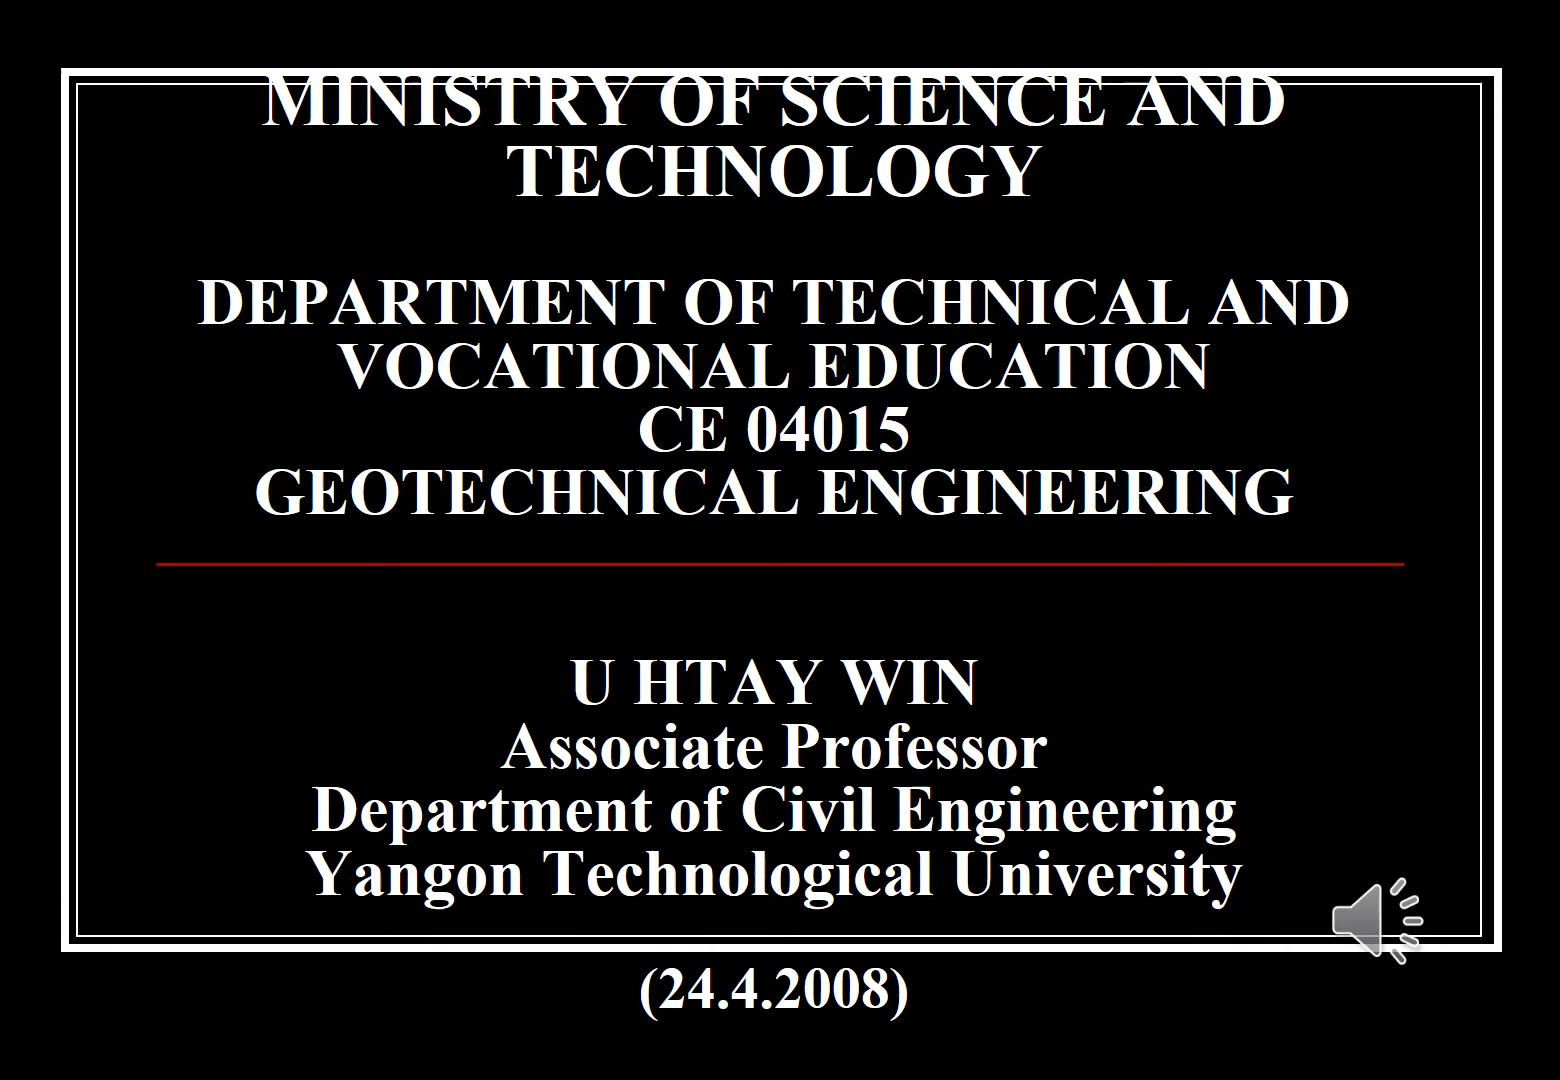 MINISTRY OF SCIENCE AND
TECHNOLOGY
DEPARTMENT OF TECHNICAL AND
VOCATIONAL EDUCATION
CE 04015
GEOTECHNICAL ENGINEERING
U HTAY WIN
Associate Professor
Department of Civil Engineering
Yangon Technological University
(24.4.2008)